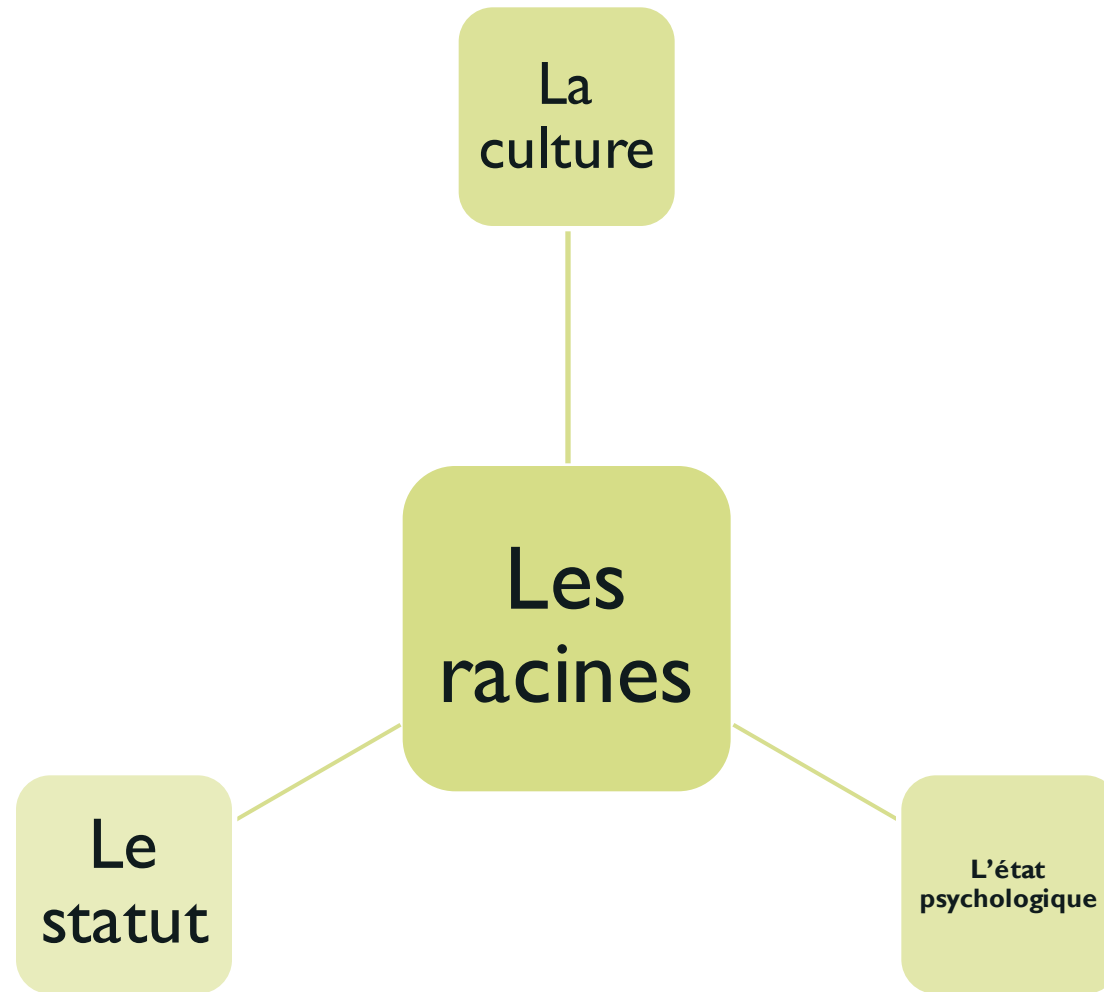 La
culture
Les
racines
Le
statut
L’état
psychologique